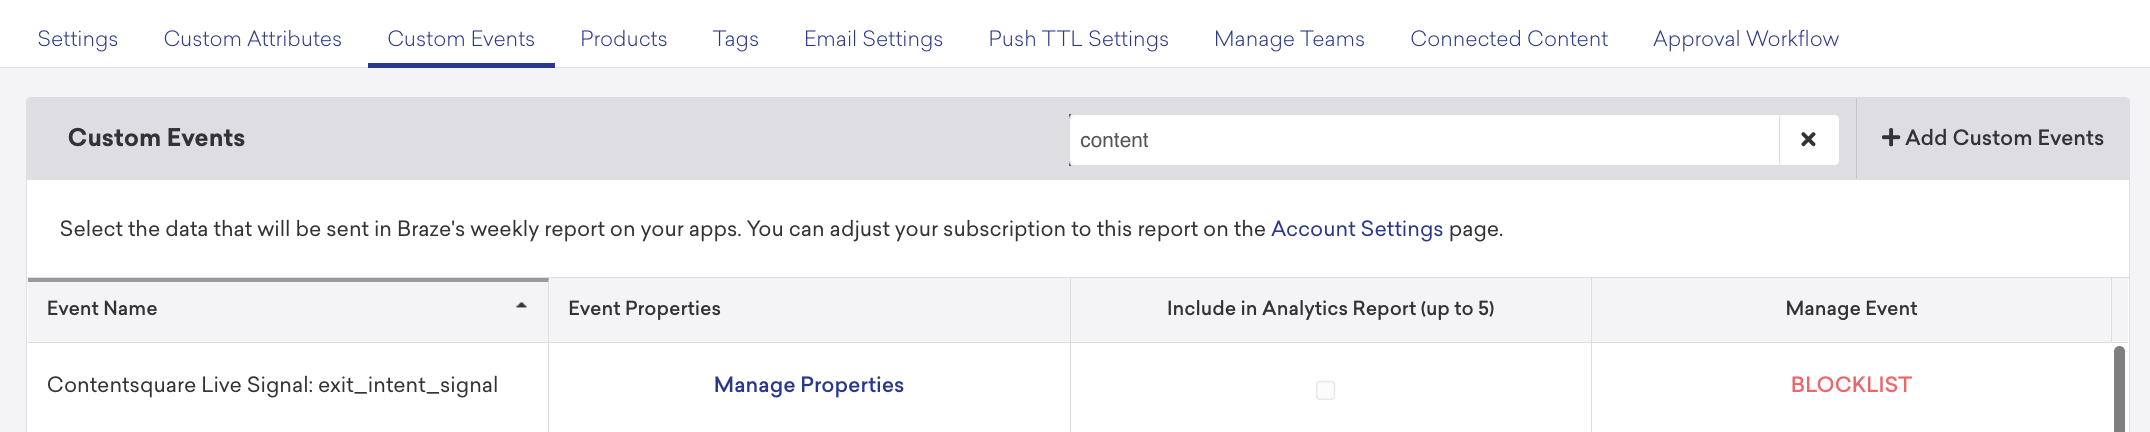 Settings Custom Attributes Custom Events Products Tags Email Settings Push TTL Settings Manage Teams Connected Content Approval Workflow
Custom Events content Add Custom Events
Select the data that will be sent in Braze's weekly report on your apps. You can adjust your subscription to this report on the Account Settings page.
Event Name Event Properties Include in Analytics Report (up to 5) Manage Event
Contentsquare Live Signal: exit_intent_signal Manage Properties BLOCKLIST